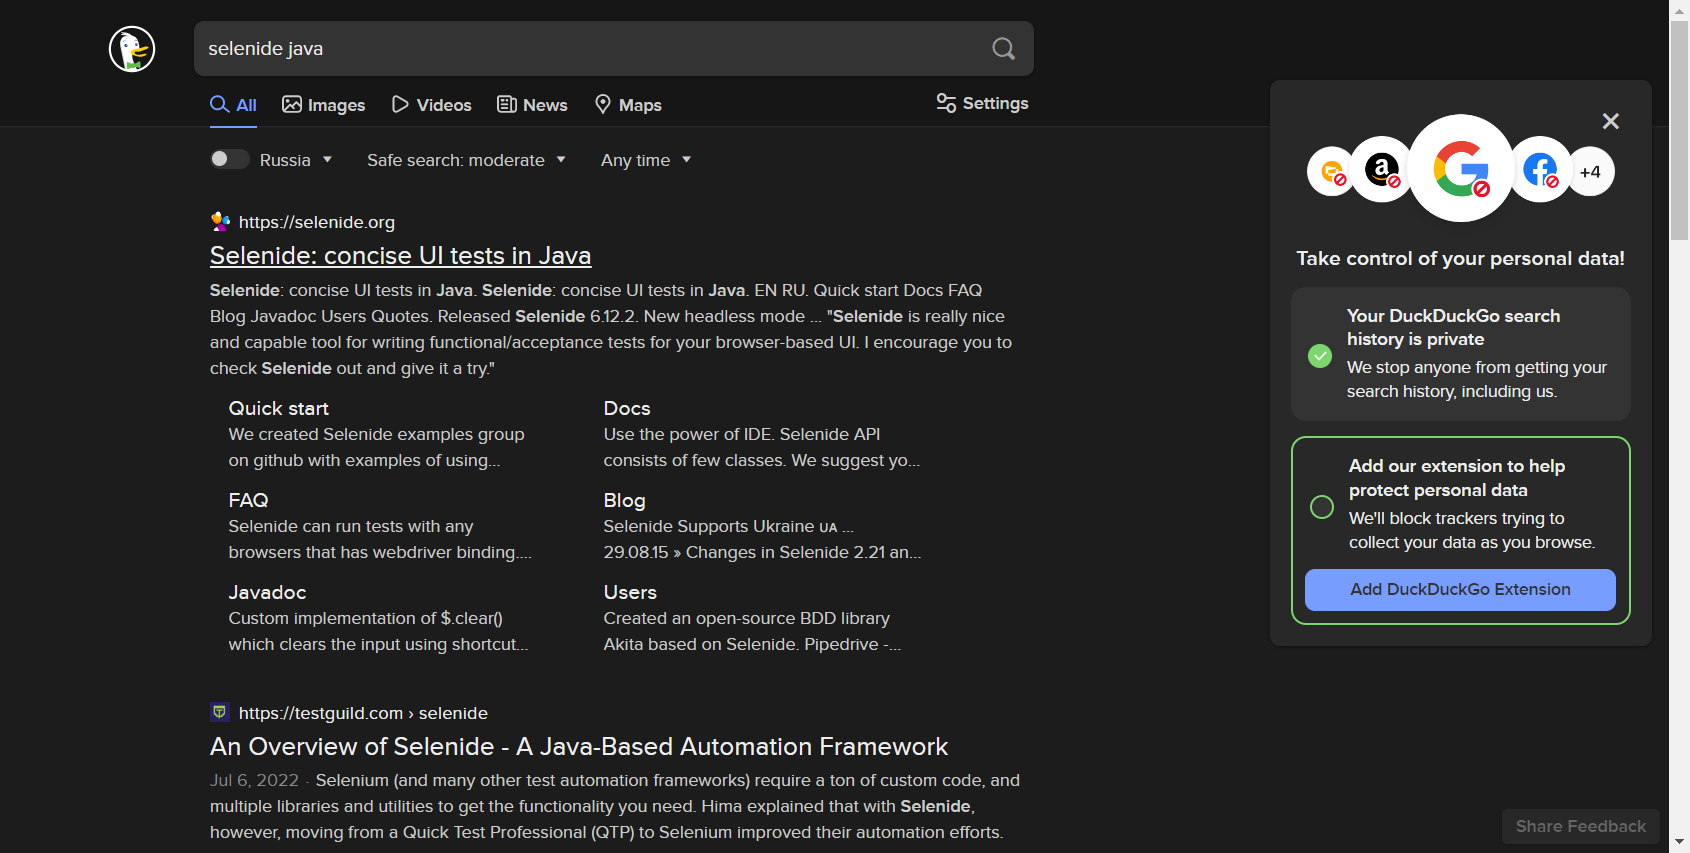 selenide java
All Images Videos News Maps Settings
Russia Safe search: moderate Any time
https://selenide.org
Selenide: concise UI tests in Java
Selenide: concise UI tests in Java. Selenide: concise UI tests in Java. EN RU. Quick start Docs FAQ
Blog Javadoc Users Quotes. Released Selenide 6.12.2. New headless mode ... "Selenide is really nice
and capable tool for writing functional/acceptance tests for your browser-based UI. I encourage you to
check Selenide out and give it a try."
Quick start
We created Selenide examples group
on github with examples of using...
Docs
Use the power of IDE. Selenide API
consists of few classes. We suggest yo...
FAQ
Selenide can run tests with any
browsers that has webdriver binding....
Blog
Selenide Supports Ukraine UA ...
29.08.15 » Changes in Selenide 2.21 an...
Javadoc
Custom implementation of $.clear()
which clears the input using shortcut...
Users
Created an open-source BDD library
Akita based on Selenide. Pipedrive -...
https://testguild.com › selenide
An Overview of Selenide - A Java-Based Automation Framework
Jul 6, 2022 · Selenium (and many other test automation frameworks) require a ton of custom code, and
multiple libraries and utilities to get the functionality you need. Hima explained that with Selenide,
however, moving from a Quick Test Professional (QTP) to Selenium improved their automation efforts.
+4
Take control of your personal data!
Your DuckDuckGo search
history is private
We stop anyone from getting your
search history, including us.
Add our extension to help
protect personal data
We'll block trackers trying to
collect your data as you browse.
Add DuckDuckGo Extension
Share Feedback